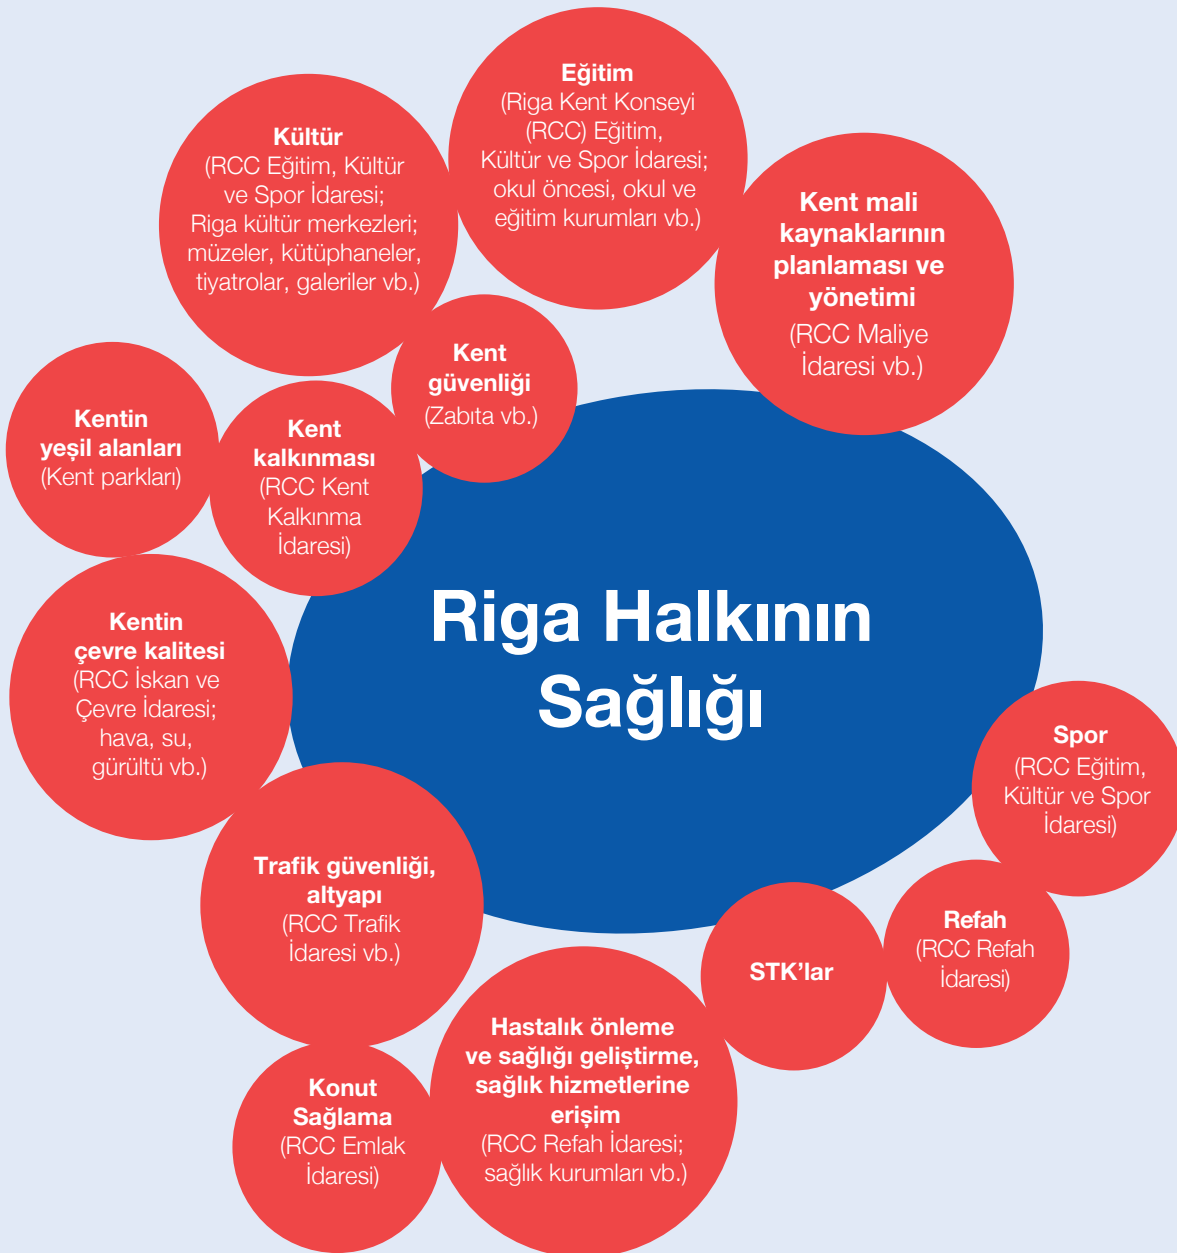 Eğitim
(Riga Kent Konseyi
(RCC) Eğitim,
Kültür ve Spor İdaresi;
okul öncesi, okul ve
eğitim kurumları vb.)
Kültür
(RCC Eğitim, Kültür
ve Spor İdaresi;
Riga kültür merkezleri;
müzeler, kütüphaneler,
tiyatrolar, galeriler vb.)
Kent mali
kaynaklarının
planlaması ve
yönetimi
(RCC Maliye
İdaresi vb.)
Kent
güvenliği
(Zabıta vb.)
Kentin
yeşil alanları
(Kent parkları)
Kent
kalkınması
(RCC Kent
Kalkınma
İdaresi)
Riga Halkının
Sağlığı
Kentin
çevre kalitesi
(RCC İskan ve
Çevre İdaresi;
hava, su,
gürültü vb.)
Spor
(RCC Eğitim,
Kültür ve Spor
İdaresi)
Trafik güvenliği,
altyapı
(RCC Trafik
İdaresi vb.)
Refah
(RCC Refah
İdaresi)
STK'lar
Hastalık önleme
ve sağlığı geliştirme,
sağlık hizmetlerine
erişim
(RCC Refah İdaresi;
sağlık kurumları vb.)
Konut
Sağlama
(RCC Emlak
İdaresi)